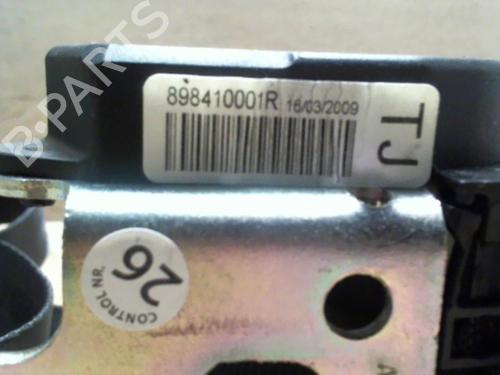 B-PARTS
898410001R 16/03/2009
TJ
26
CONTROL NR.
A